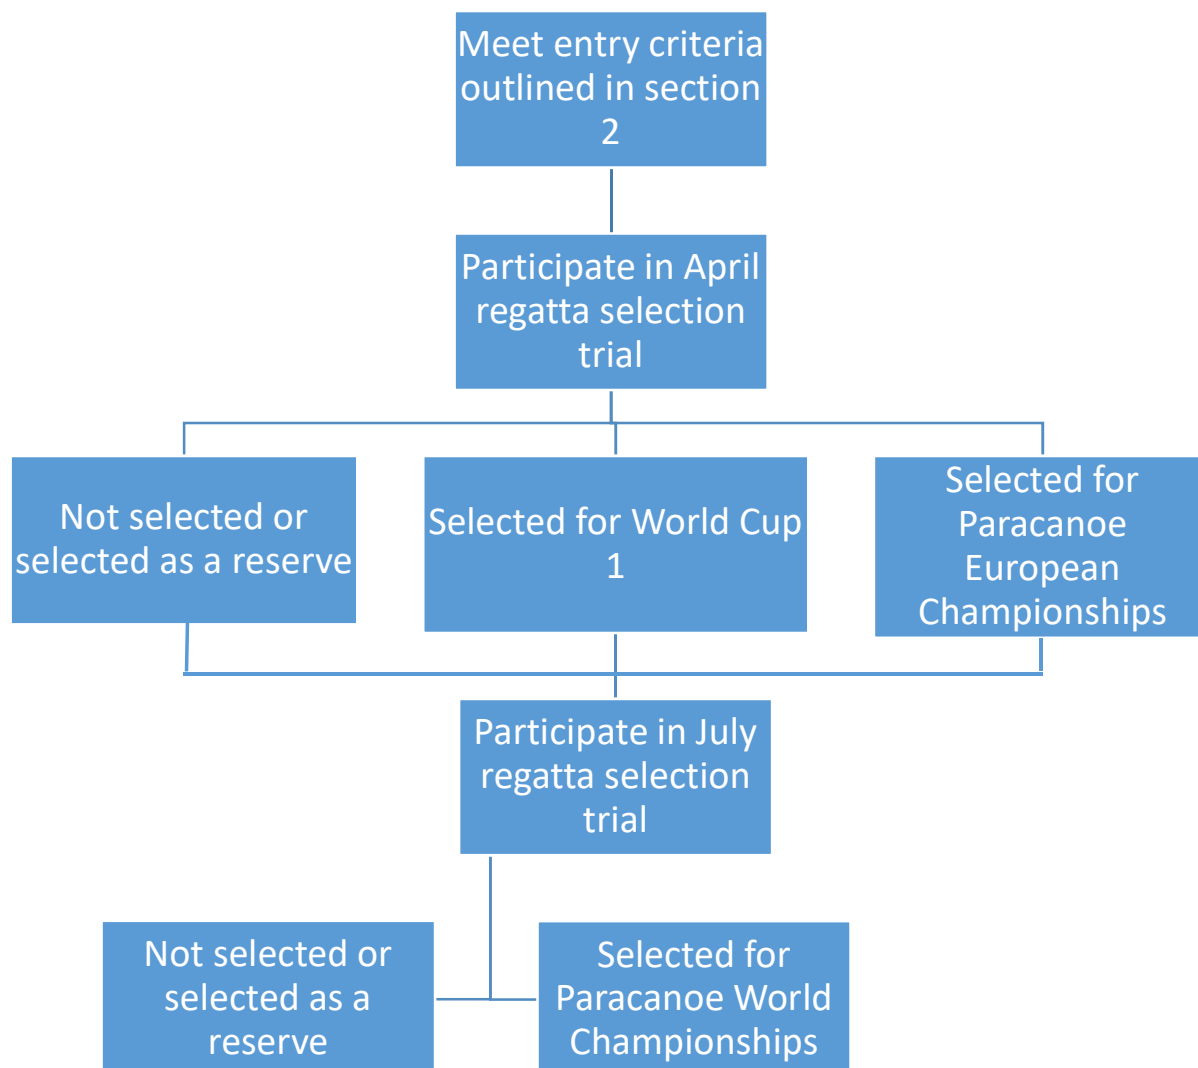 Meet entry criteria
outlined in section
2
Participate in April
regatta selection
trial
Not selected or
selected as a reserve
Selected for World Cup
1
Selected for
Paracanoe
European
Championships
Participate in July
regatta selection
trial
Not selected or
selected as a
reserve
Selected for
Paracanoe World
Championships